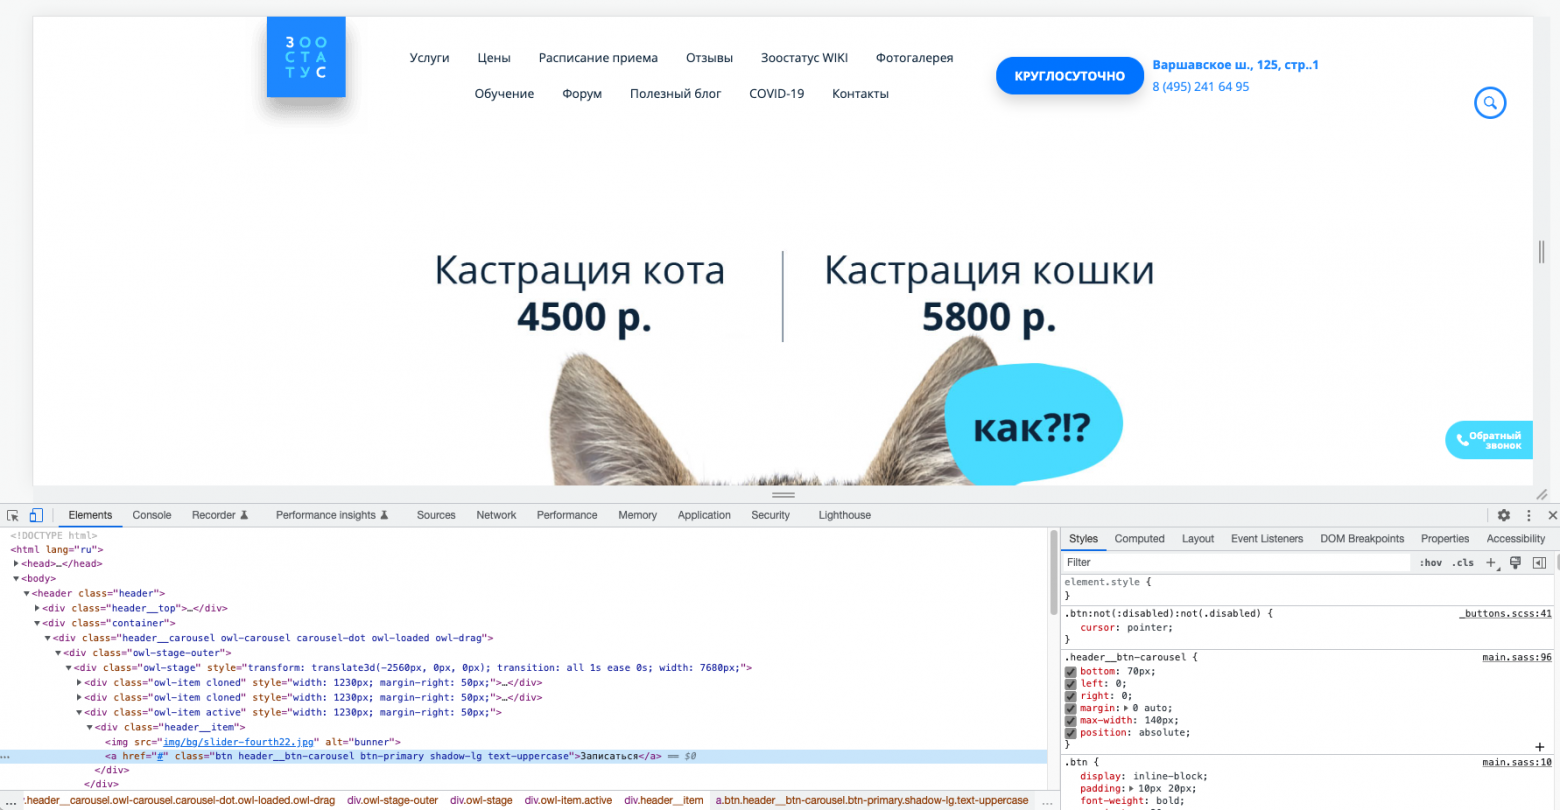 ЗОО
СТА
ТУС
Услуги Цены Расписание приема Отзывы Зоостатус WIKI Фотогалерея
Обучение Форум Полезный блог COVID-19 Контакты
КРУГЛОСУТОЧНО
Варшавское ш., 125, стр..1
8 (495) 241 64 95
Кастрация кота
4500 р.
Кастрация кошки
5800 р.
как?!?
Обратный
звонок
Elements Console Recorder Performance insights Sources Network Performance Memory Application Security Lighthouse
<!DOCTYPE html>
<html lang="ru">
<head>…</head>
<body>
<header class="header">
<div class="header__top">…</div>
<div class="container">
<div class="header__carousel owl-carousel carousel-dot owl-loaded owl-drag">
<div class="owl-stage-outer">
<div class="owl-stage" style="transform: translate3d(-2560px, 0px, 0px); transition: all 1s ease 0s; width: 7680px;">
<div class="owl-item cloned" style="width: 1230px; margin-right: 50px;">…</div>
<div class="owl-item cloned" style="width: 1230px; margin-right: 50px;">…</div>
<div class="owl-item active" style="width: 1230px; margin-right: 50px;">
<div class="header__item">
<img src="img/bg/slider-fourth22.jpg" alt="bunner">
… <a href="#" class="btn header__btn-carousel btn-primary shadow-lg text-uppercase">Записаться</a> == $0
</div>
</div>
… .header__carousel.owl-carousel.carousel-dot.owl-loaded.owl-drag div.owl-stage-outer div.owl-stage div.owl-item.active div.header__item a.btn.header__btn-carousel.btn-primary.shadow-lg.text-uppercase …
Styles Computed Layout Event Listeners DOM Breakpoints Properties Accessibility
Filter :hov .cls +
element.style {
}
.btn:not(:disabled):not(.disabled) { _buttons.scss:41
cursor: pointer;
}
.header__btn-carousel { main.sass:96
bottom: 70px;
left: 0;
right: 0;
margin: 0 auto;
max-width: 140px;
position: absolute;
}
.btn { main.sass:10
display: inline-block;
padding: 10px 20px;
font-weight: bold;